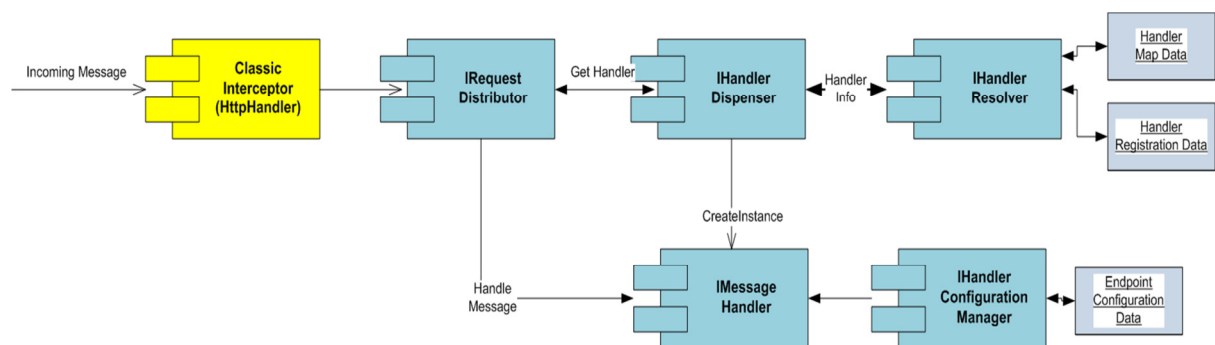 Incoming Message
Classic
Interceptor
(HttpHandler)
IRequest
Distributor
Get Handler
IHandler
Dispenser
Handler
Info
IHandler
Resolver
Handler
Map Data
Handler
Registration Data
CreateInstance
Handle
Message
IMessage
Handler
IHandler
Configuration
Manager
Endpoint
Configuration
Data